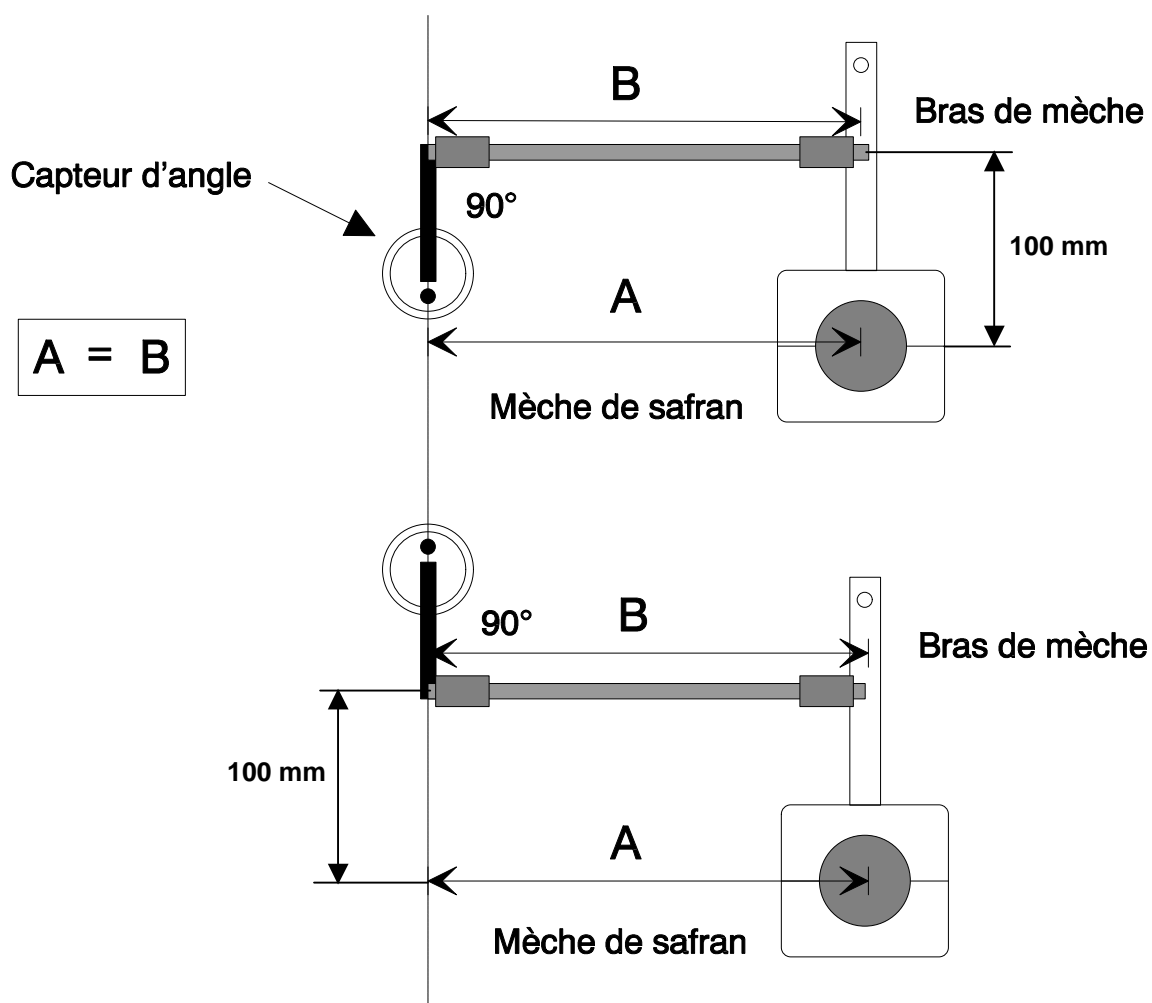 B
Bras de mèche
Capteur d'angle
90°
100 mm
A
A = B
Mèche de safran
90°
B
Bras de mèche
100 mm
A
Mèche de safran